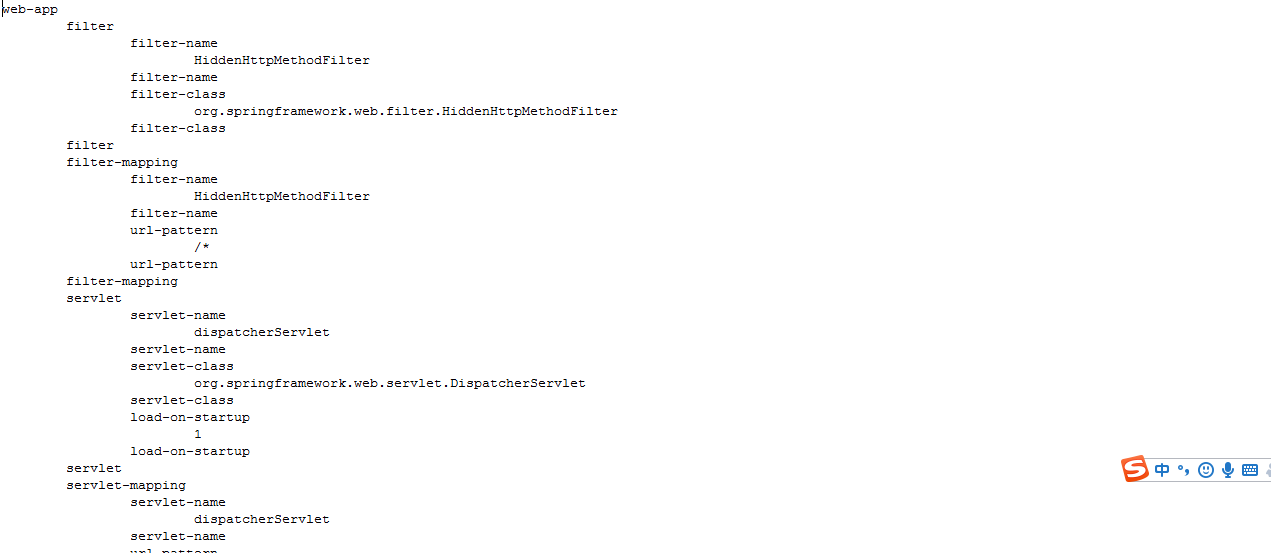 web-app
filter
filter-name
HiddenHttpMethodFilter
filter-name
filter-class
org.springframework.web.filter.HiddenHttpMethodFilter
filter-class
filter
filter-mapping
filter-name
HiddenHttpMethodFilter
filter-name
url-pattern
/*
url-pattern
filter-mapping
servlet
servlet-name
dispatcherServlet
servlet-name
servlet-class
org.springframework.web.servlet.DispatcherServlet
servlet-class
load-on-startup
1
load-on-startup
servlet
servlet-mapping
servlet-name
dispatcherServlet
servlet-name
url-pattern
S 中 °,